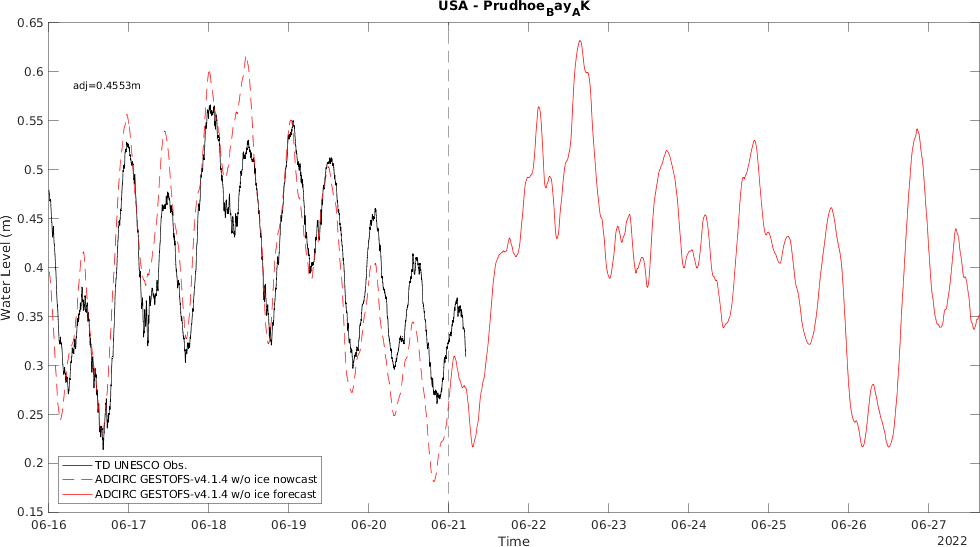 USA - Prudhoe_Bay_AK
0.65
0.6
0.55
0.5
0.45
0.4
0.35
0.3
0.25
0.2
0.15
Water Level (m)
adj=0.4553m
TD UNESCO Obs.
ADCIRC GESTOFS-v4.1.4 w/o ice nowcast
ADCIRC GESTOFS-v4.1.4 w/o ice forecast
06-16 06-17 06-18 06-19 06-20 06-21 06-22 06-23 06-24 06-25 06-26 06-27
Time
2022